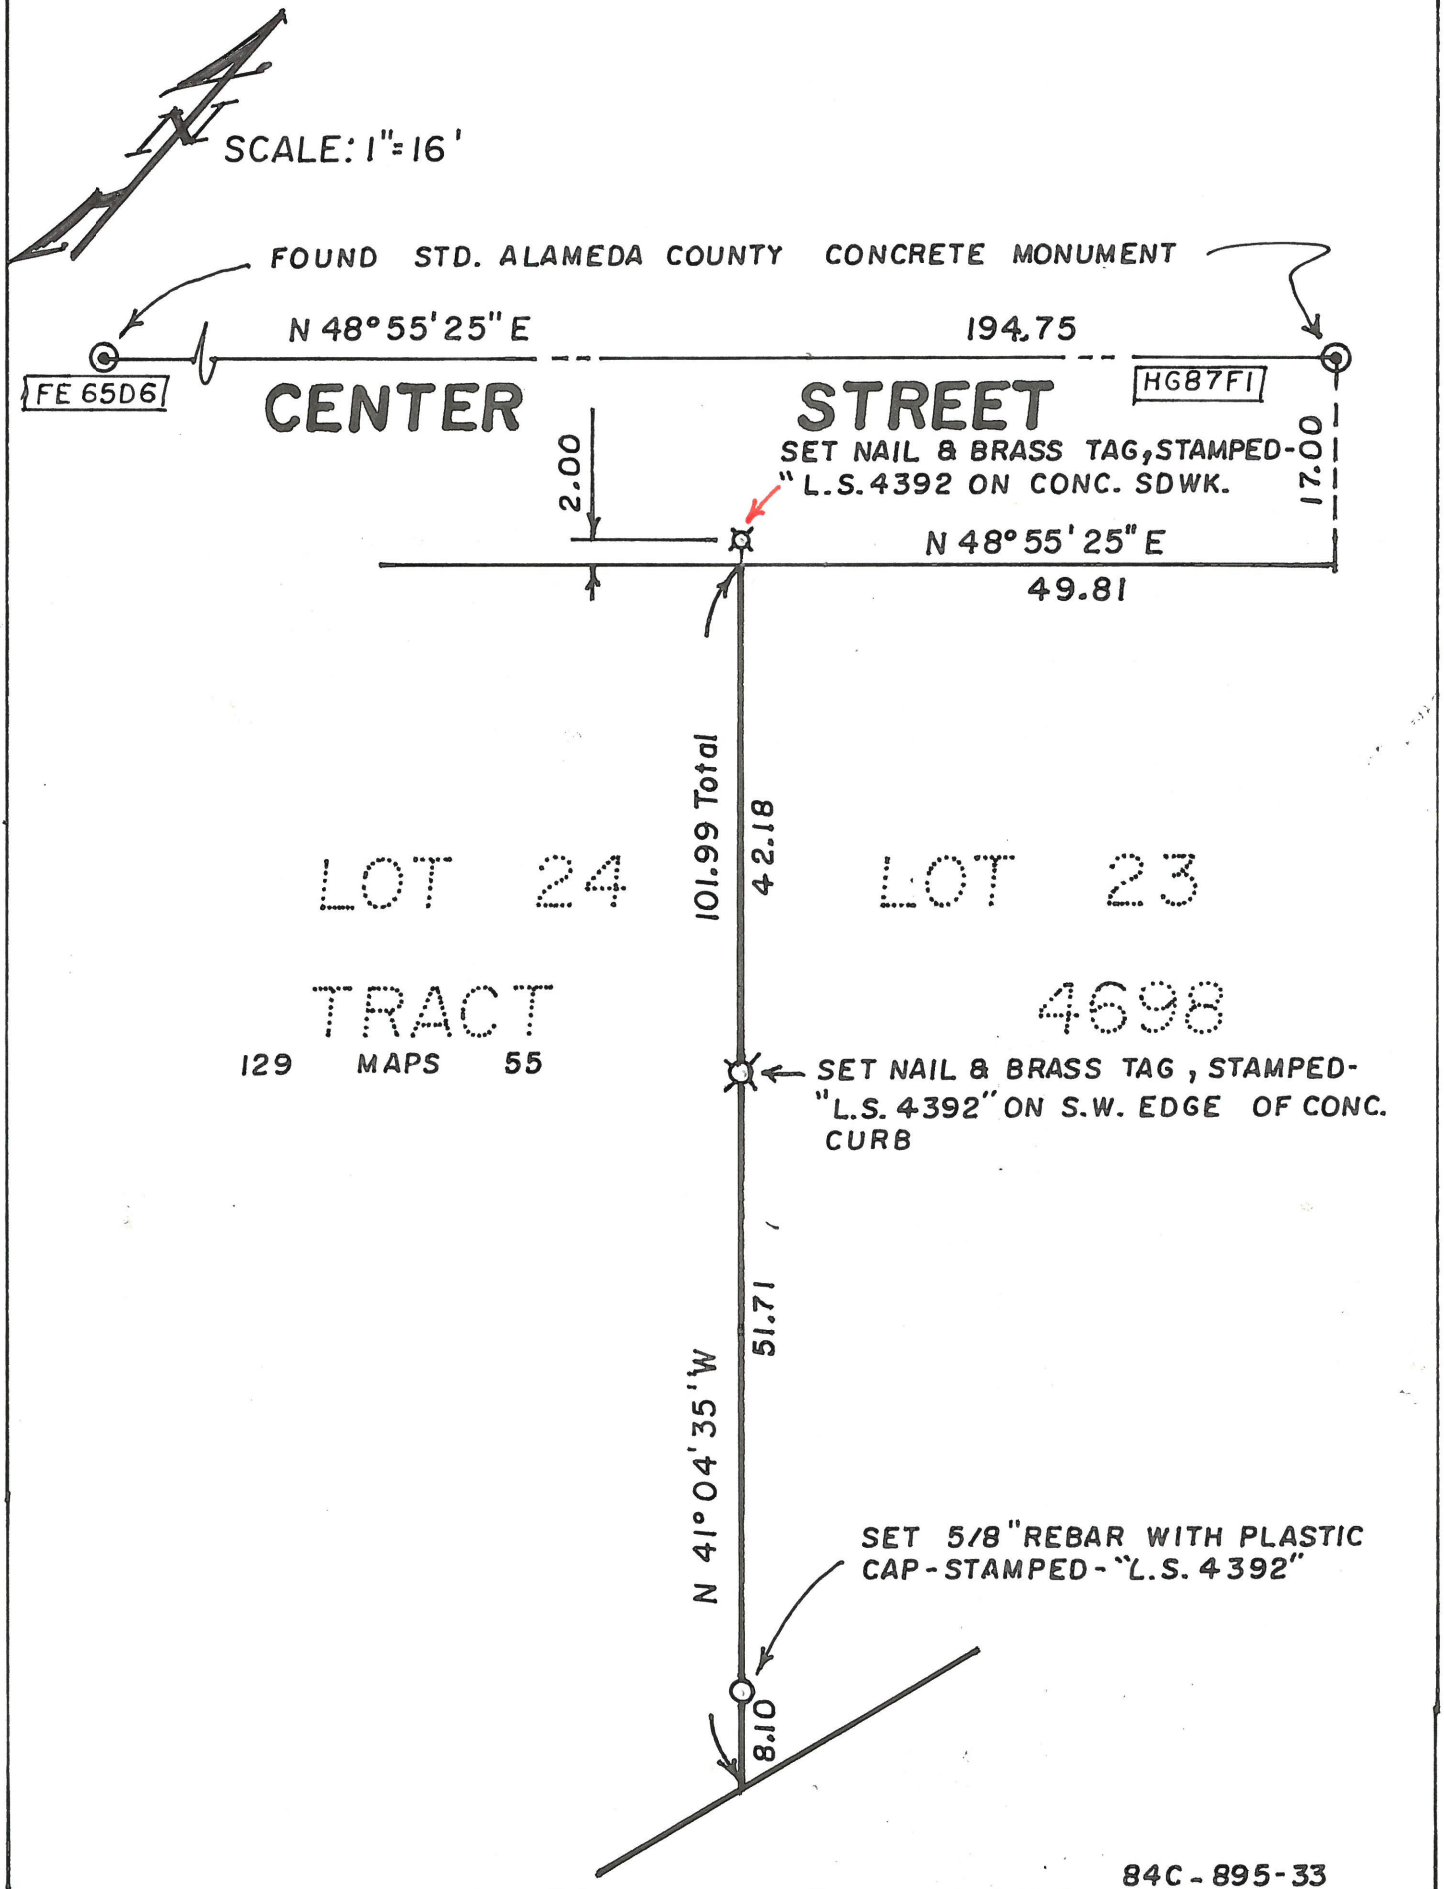 N
SCALE: 1"=16'
FOUND STD. ALAMEDA COUNTY CONCRETE MONUMENT
N 48°55'25" E 194.75
FE 65D6
HG87F1
CENTER STREET
2.00
SET NAIL & BRASS TAG, STAMPED-
"L.S. 4392 ON CONC. SDWK.
17.00
N 48°55'25" E
49.81
101.99 Total
42.18
LOT 24 LOT 23
TRACT 4698
129 MAPS 55
SET NAIL & BRASS TAG, STAMPED-
"L.S. 4392" ON S.W. EDGE OF CONC.
CURB
51.71
N 41°04'35"W
SET 5/8" REBAR WITH PLASTIC
CAP-STAMPED-"L.S. 4392"
8.10
84C-895-33